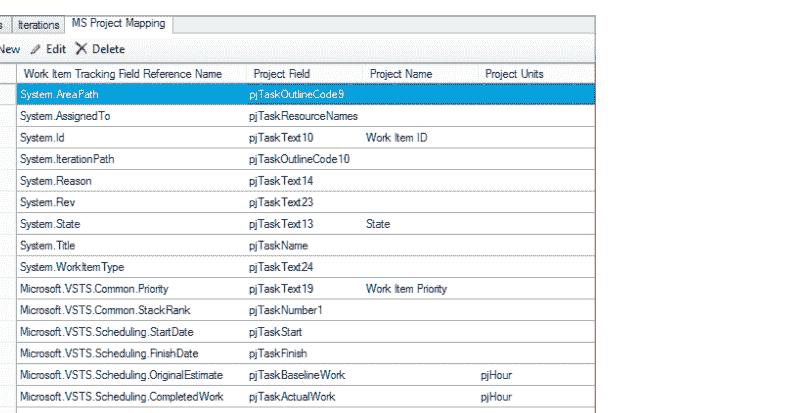 s Iterations MS Project Mapping
New Edit Delete
Work Item Tracking Field Reference Name Project Field Project Name Project Units
System.AreaPath pjTaskOutlineCode9
System.AssignedTo pjTaskResourceNames
System.Id pjTaskText10 Work Item ID
System.IterationPath pjTaskOutlineCode10
System.Reason pjTaskText14
System.Rev pjTaskText23
System.State pjTaskText13 State
System.Title pjTaskName
System.WorkItemType pjTaskText24
Microsoft.VSTS.Common.Priority pjTaskText19 Work Item Priority
Microsoft.VSTS.Common.StackRank pjTaskNumber1
Microsoft.VSTS.Scheduling.StartDate pjTaskStart
Microsoft.VSTS.Scheduling.FinishDate pjTaskFinish
Microsoft.VSTS.Scheduling.OriginalEstimate pjTaskBaselineWork pjHour
Microsoft.VSTS.Scheduling.CompletedWork pjTaskActualWork pjHour